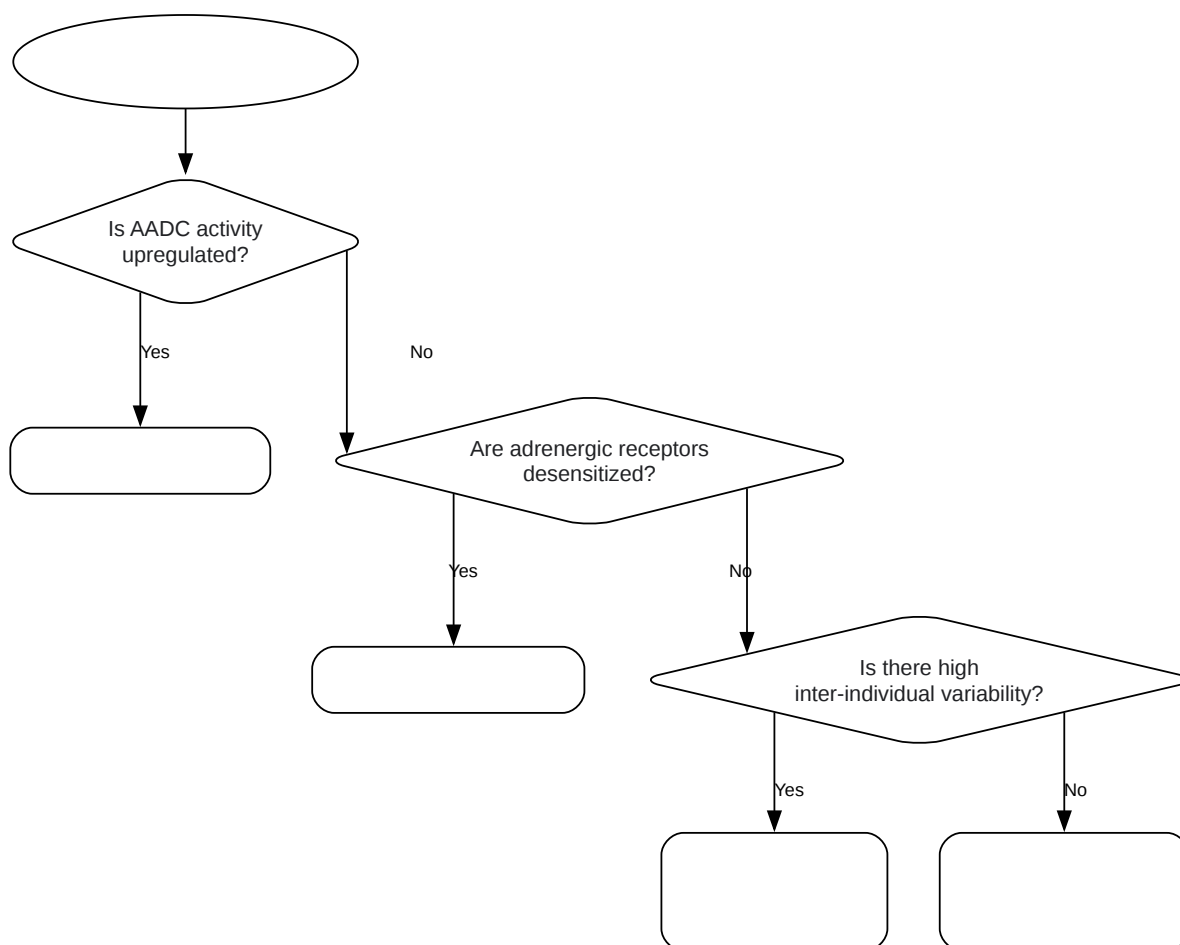 Is AADC activity
upregulated?
Yes
No
Are adrenergic receptors
desensitized?
Yes
No
Is there high
inter-individual variability?
Yes
No